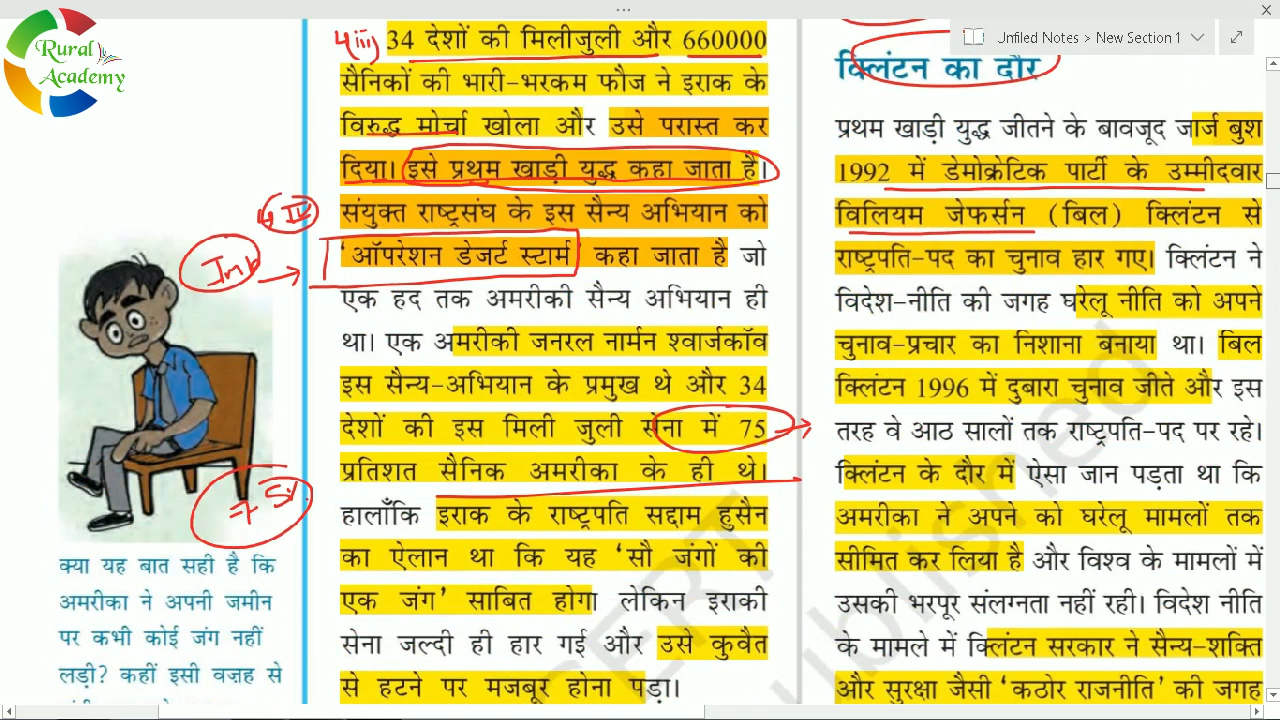 Rural
Academy
Unfiled Notes > New Section 1
4 iii)
34 देशों की मिलीजुली और 660000
सैनिकों की भारी-भरकम फौज ने इराक के
विरुद्ध मोर्चा खोला और उसे परास्त कर
दिया। इसे प्रथम खाड़ी युद्ध कहा जाता है।
संयुक्त राष्ट्रसंघ के इस सैन्य अभियान को
'ऑपरेशन डेजर्ट स्टार्म' कहा जाता है जो
एक हद तक अमरीकी सैन्य अभियान ही
था। एक अमरीकी जनरल नार्मन श्वार्जकॉव
इस सैन्य-अभियान के प्रमुख थे और 34
देशों की इस मिली जुली सेना में 75
प्रतिशत सैनिक अमरीका के ही थे।
हालाँकि इराक के राष्ट्रपति सद्दाम हुसैन
का ऐलान था कि यह 'सौ जंगों की
एक जंग' साबित होगा लेकिन इराकी
सेना जल्दी ही हार गई और उसे कुवैत
से हटने पर मजबूर होना पड़ा।
4 IV
Imp
क्या यह बात सही है कि
अमरीका ने अपनी जमीन
पर कभी कोई जंग नहीं
लड़ी? कहीं इसी वज़ह से
क्लिंटन का दौर
प्रथम खाड़ी युद्ध जीतने के बावजूद जार्ज बुश
1992 में डेमोक्रेटिक पार्टी के उम्मीदवार
विलियम जेफर्सन (बिल) क्लिंटन से
राष्ट्रपति-पद का चुनाव हार गए। क्लिंटन ने
विदेश-नीति की जगह घरेलू नीति को अपने
चुनाव-प्रचार का निशाना बनाया था। बिल
क्लिंटन 1996 में दुबारा चुनाव जीते और इस
तरह वे आठ सालों तक राष्ट्रपति-पद पर रहे।
क्लिंटन के दौर में ऐसा जान पड़ता था कि
अमरीका ने अपने को घरेलू मामलों तक
सीमित कर लिया है और विश्व के मामलों में
उसकी भरपूर संलग्नता नहीं रही। विदेश नीति
के मामले में क्लिंटन सरकार ने सैन्य-शक्ति
और सुरक्षा जैसी 'कठोर राजनीति' की जगह